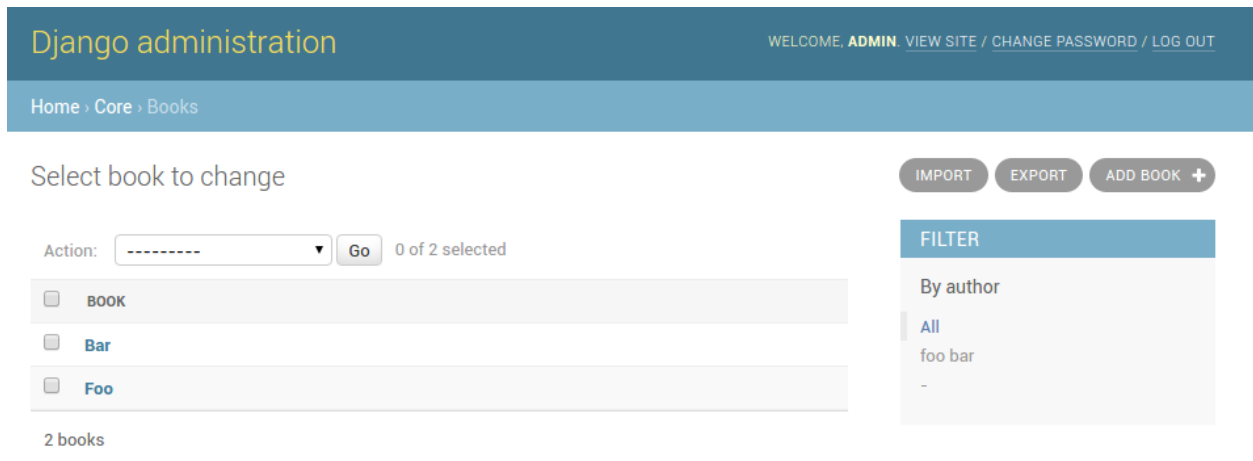 Django administration
WELCOME, ADMIN. VIEW SITE / CHANGE PASSWORD / LOG OUT
Home › Core › Books
Select book to change
IMPORT
EXPORT
ADD BOOK +
Action: --------- Go 0 of 2 selected
BOOK
Bar
Foo
2 books
FILTER
By author
All
foo bar
-